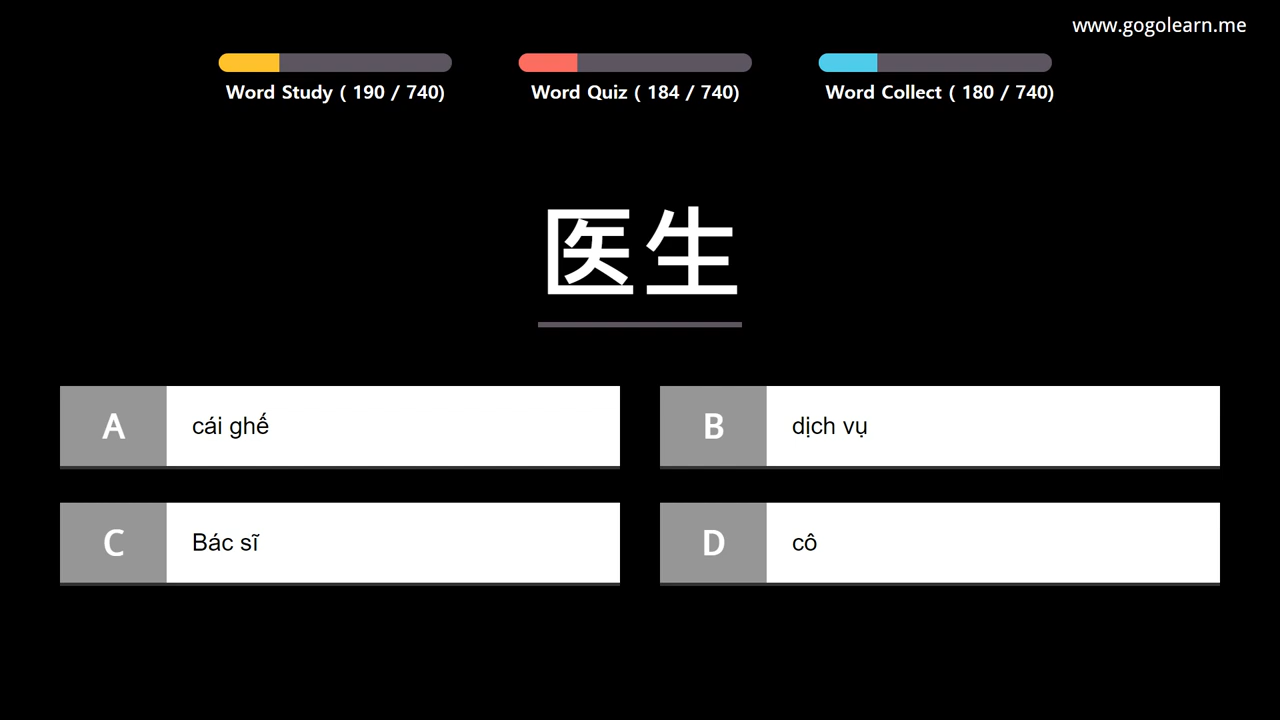 www.gogolearn.me
Word Study ( 190 / 740)
Word Quiz ( 184 / 740)
Word Collect ( 180 / 740)
医生
A
cái ghế
B
dịch vụ
C
Bác sĩ
D
cô